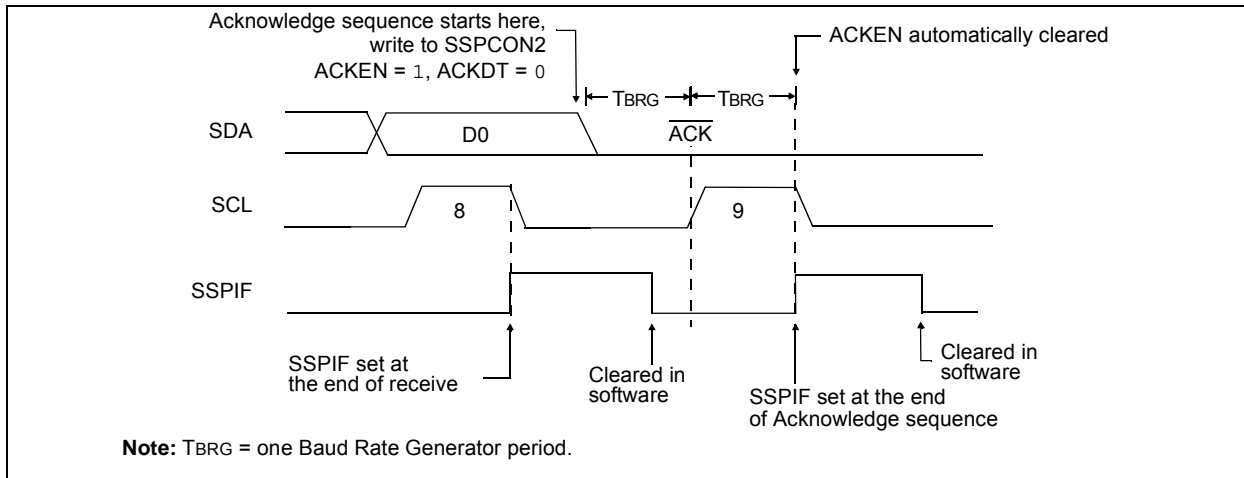 Acknowledge sequence starts here,
write to SSPCON2
ACKEN = 1, ACKDT = 0
ACKEN automatically cleared
TBRG
TBRG
SDA
D0
ACK
SCL
8
9
SSPIF
SSPIF set at
the end of receive
Cleared in
software
SSPIF set at the end
of Acknowledge sequence
Cleared in
software
Note: TBRG = one Baud Rate Generator period.